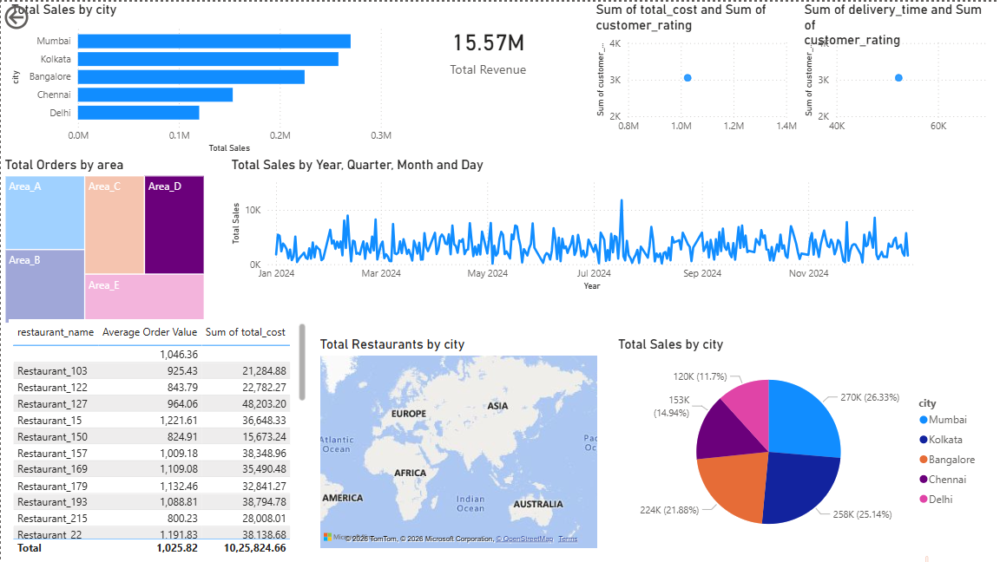 Total Sales by city
city
Mumbai
Kolkata
Bangalore
Chennai
Delhi
0.0M 0.1M 0.2M 0.3M
Total Sales
15.57M
Total Revenue
Sum of total_cost and Sum of
customer_rating
Sum of customer_...
4K
3K
2K
0.8M 1.0M 1.2M 1.4M
Sum of delivery_time and Sum
of
customer_rating
Sum of customer_...
4K
3K
2K
40K 60K
Total Orders by area
Area_A
Area_B
Area_C
Area_D
Area_E
Total Sales by Year, Quarter, Month and Day
Total Sales
10K
0K
Jan 2024 Mar 2024 May 2024 Jul 2024 Sep 2024 Nov 2024
Year
restaurant_name Average Order Value Sum of total_cost
1,046.36
Restaurant_103 925.43 21,284.88
Restaurant_122 843.79 22,782.27
Restaurant_127 964.06 48,203.20
Restaurant_15 1,221.61 36,648.33
Restaurant_150 824.91 15,673.24
Restaurant_157 1,009.18 38,348.96
Restaurant_169 1,109.08 35,490.48
Restaurant_179 1,132.46 32,841.27
Restaurant_193 1,088.81 38,794.78
Restaurant_215 800.23 28,008.01
Restaurant_22 1,191.83 38,138.68
Total 1,025.82 10,25,824.66
Total Restaurants by city
EUROPE
ASIA
Atlantic
Ocean
Pac
Oc
AFRICA
AMERICA
Indian
Ocean
AUSTRALIA
© 2026 TomTom, © 2026 Microsoft Corporation, © OpenStreetMap Terms
Total Sales by city
120K (11.7%)
153K
(14.94%)
224K (21.88%)
270K (26.33%)
258K (25.14%)
city
Mumbai
Kolkata
Bangalore
Chennai
Delhi